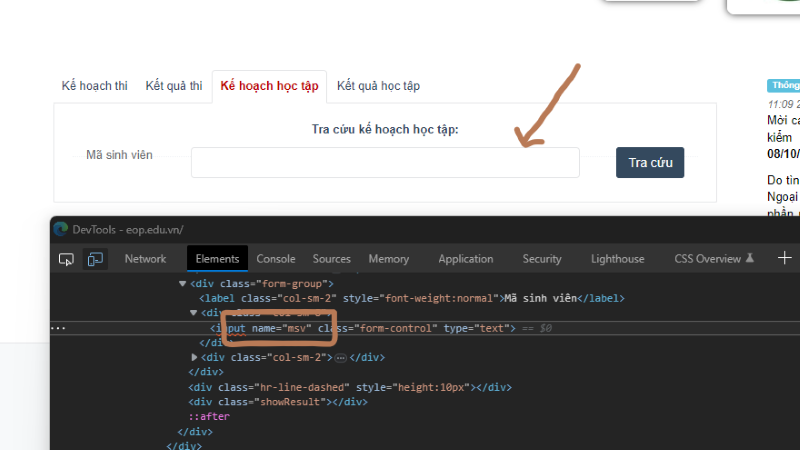 Kế hoạch thi Kết quả thi Kế hoạch học tập Kết quả học tập
Tra cứu kế hoạch học tập:
Mã sinh viên
Tra cứu
Thông
11:09 2
Mời cá
kiểm
08/10/
Do tìn
Ngoại
phần
DevTools - eop.edu.vn/
Network Elements Console Sources Memory Application Security Lighthouse CSS Overview
<div class="form-group">
<label class="col-sm-2" style="font-weight:normal">Mã sinh viên</label>
<div class="col-sm-8">
··· <input name="msv" class="form-control" type="text"> == $0
</div>
<div class="col-sm-2">…</div>
</div>
<div class="hr-line-dashed" style="height:10px"></div>
<div class="showResult"></div>
::after
</div>
</div>